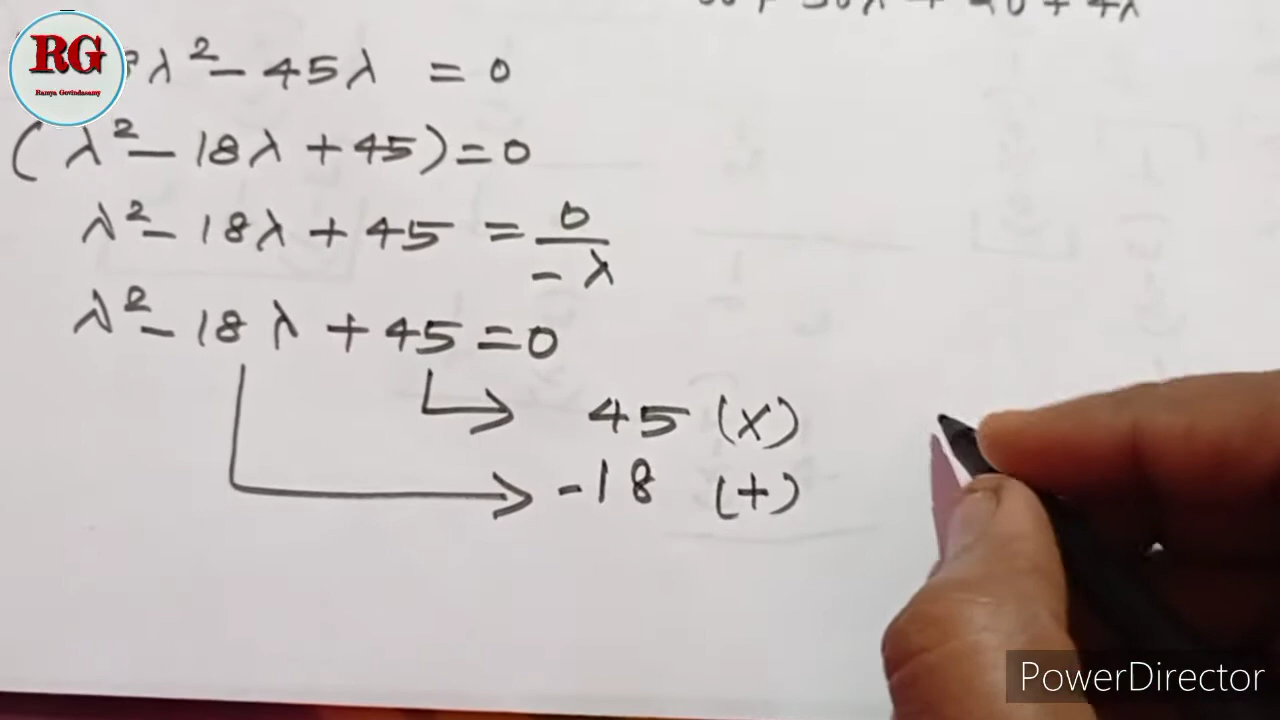 RG
Ramya Govindasamy
λ² - 45λ = 0
(λ² - 18λ + 45) = 0
λ² - 18λ + 45 = 0/-λ
λ² - 18λ + 45 = 0
45 (x)
-18 (+)
PowerDirector